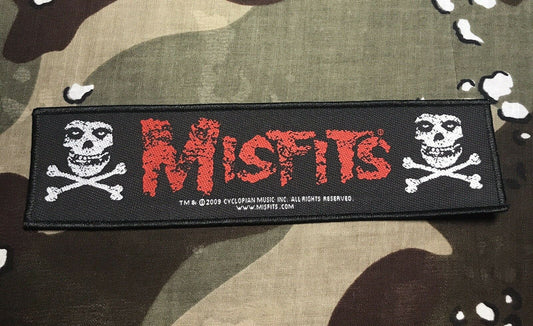 MISFITS®
TM & © 2009 CYCLOPIAN MUSIC INC. ALL RIGHTS RESERVED.
WWW.MISFITS.COM